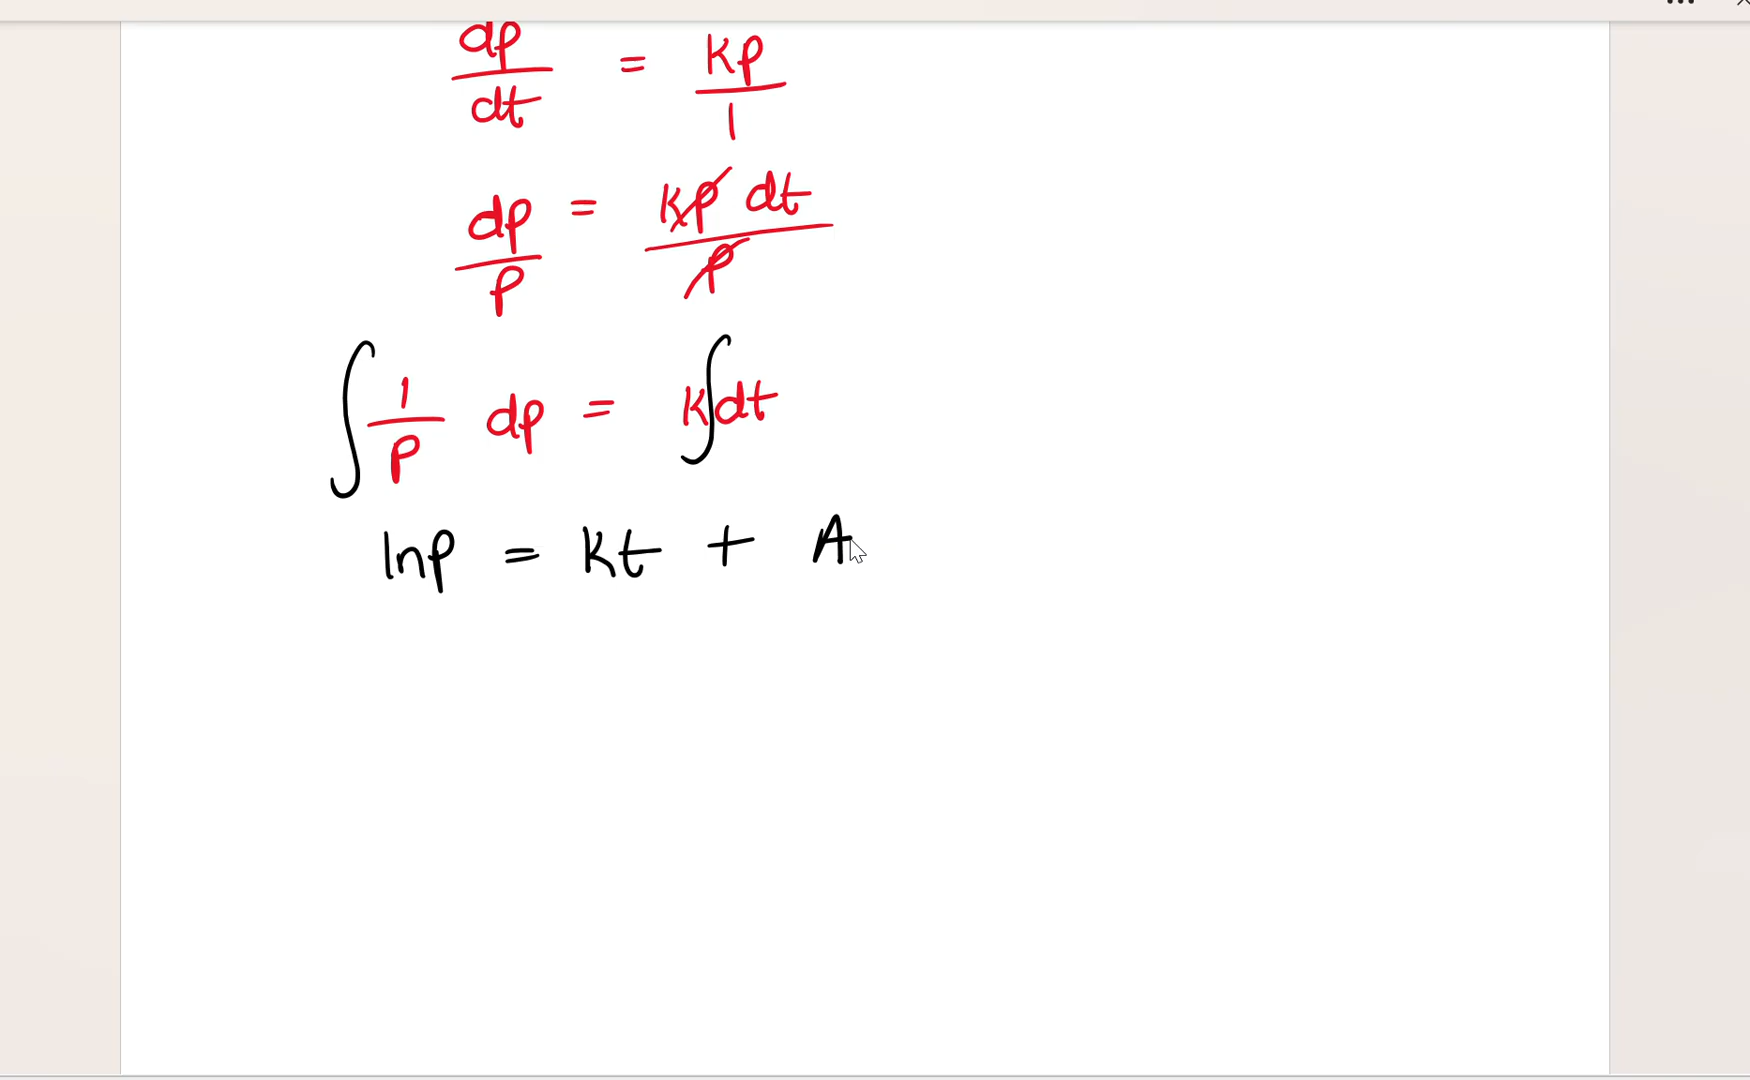 dp/dt = kp/1
dp/p = kp dt/p
∫ 1/p dp = k∫dt
lnp = kt + A